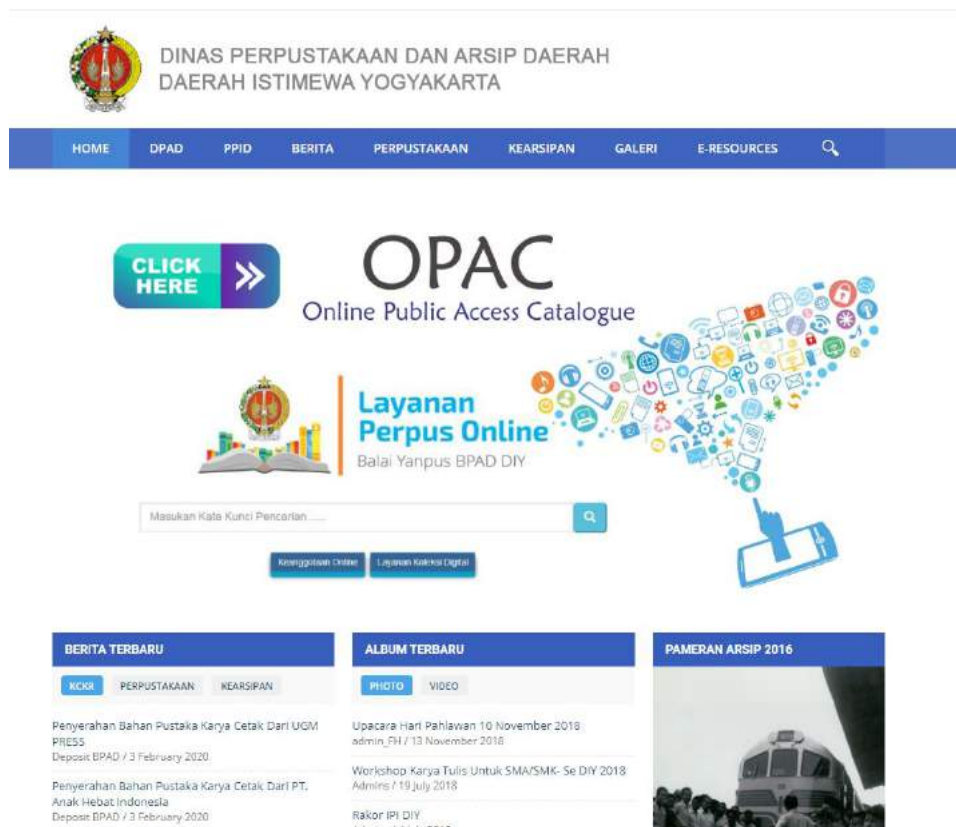 DINAS PERPUSTAKAAN DAN ARSIP DAERAH
DAERAH ISTIMEWA YOGYAKARTA
HOME DPAD PPID BERITA PERPUSTAKAAN KEARSIPAN GALERI E-RESOURCES
CLICK
HERE
OPAC
Online Public Access Catalogue
Layanan
Perpus Online
Balai Yanpus BPAD DIY
Masukan Kata Kunci Pencarian......
Keanggotaan Online Layanan Koleksi Digital
BERITA TERBARU
KCKR PERPUSTAKAAN KEARSIPAN
Penyerahan Bahan Pustaka Karya Cetak Dari UGM
PRESS
Deposit BPAD / 3 February 2020
Penyerahan Bahan Pustaka Karya Cetak Dari PT.
Anak Hebat Indonesia
Deposit BPAD / 3 February 2020
ALBUM TERBARU
PHOTO VIDEO
Upacara Hari Pahlawan 10 November 2018
admin_FH / 13 November 2018
Workshop Karya Tulis Untuk SMA/SMK- Se DIY 2018
Admins / 19 July 2018
Rakor IPI DIY
PAMERAN ARSIP 2016